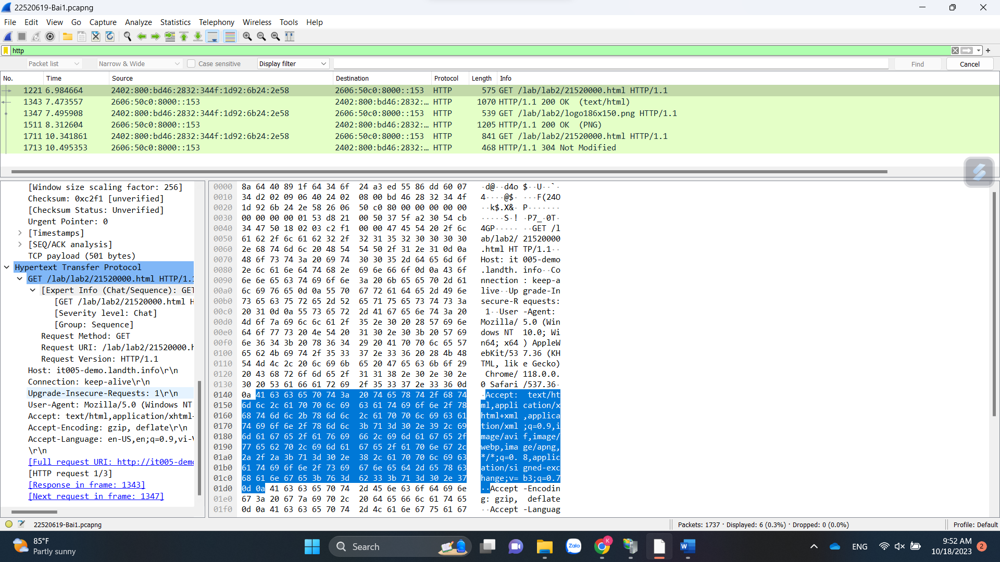 22520619-Bai1.pcapng
File Edit View Go Capture Analyze Statistics Telephony Wireless Tools Help
http
Packet list Narrow & Wide Case sensitive Display filter Find Cancel
No. Time Source Destination Protocol Length Info
1221 6.984664 2402:800:bd46:2832:344f:1d92:6b24:2e58 2606:50c0:8000::153 HTTP 575 GET /lab/lab2/21520000.html HTTP/1.1
1343 7.473557 2606:50c0:8000::153 2402:800:bd46:2832:… HTTP 1070 HTTP/1.1 200 OK (text/html)
1347 7.495908 2402:800:bd46:2832:344f:1d92:6b24:2e58 2606:50c0:8000::153 HTTP 539 GET /lab/lab2/logo186x150.png HTTP/1.1
1511 8.312604 2606:50c0:8000::153 2402:800:bd46:2832:… HTTP 1205 HTTP/1.1 200 OK (PNG)
1711 10.341861 2402:800:bd46:2832:344f:1d92:6b24:2e58 2606:50c0:8000::153 HTTP 841 GET /lab/lab2/21520000.html HTTP/1.1
1713 10.495353 2606:50c0:8000::153 2402:800:bd46:2832:… HTTP 468 HTTP/1.1 304 Not Modified
[Window size scaling factor: 256]
Checksum: 0xc2f1 [unverified]
[Checksum Status: Unverified]
Urgent Pointer: 0
[Timestamps]
[SEQ/ACK analysis]
TCP payload (501 bytes)
Hypertext Transfer Protocol
GET /lab/lab2/21520000.html HTTP/1.1
[Expert Info (Chat/Sequence): GET
[GET /lab/lab2/21520000.html H
[Severity level: Chat]
[Group: Sequence]
Request Method: GET
Request URI: /lab/lab2/21520000.h
Request Version: HTTP/1.1
Host: it005-demo.landth.info\r\n
Connection: keep-alive\r\n
Upgrade-Insecure-Requests: 1\r\n
User-Agent: Mozilla/5.0 (Windows NT
Accept: text/html,application/xhtml+
Accept-Encoding: gzip, deflate\r\n
Accept-Language: en-US,en;q=0.9,vi-V
\r\n
[Full request URI: http://it005-demo
[HTTP request 1/3]
[Response in frame: 1343]
[Next request in frame: 1347]
0000 8a 64 40 89 1f 64 34 6f 24 a3 ed 55 86 dd 60 07 ·d@··d4o $··U··`·
0010 34 d2 02 09 06 40 24 02 08 00 bd 46 28 32 34 4f 4····@$· ···F(24O
0020 1d 92 6b 24 2e 58 26 06 50 c0 80 00 00 00 00 00 ··k$.X&· P·······
0030 00 00 00 00 01 53 d8 21 00 50 37 5f a2 30 54 cb ·····S·! ·P7_·0T·
0040 34 47 50 18 02 03 c2 f1 00 00 47 45 54 20 2f 6c 4GP····· ··GET /l
0050 61 62 2f 6c 61 62 32 2f 32 31 35 32 30 30 30 30 ab/lab2/ 21520000
0060 2e 68 74 6d 6c 20 48 54 54 50 2f 31 2e 31 0d 0a .html HT TP/1.1··
0070 48 6f 73 74 3a 20 69 74 30 30 35 2d 64 65 6d 6f Host: it 005-demo
0080 2e 6c 61 6e 64 74 68 2e 69 6e 66 6f 0d 0a 43 6f .landth. info··Co
0090 6e 6e 65 63 74 69 6f 6e 3a 20 6b 65 65 70 2d 61 nnection : keep-a
00a0 6c 69 76 65 0d 0a 55 70 67 72 61 64 65 2d 49 6e live··Up grade-In
00b0 73 65 63 75 72 65 2d 52 65 71 75 65 73 74 73 3a secure-R equests:
00c0 20 31 0d 0a 55 73 65 72 2d 41 67 65 6e 74 3a 20 1··User -Agent:
00d0 4d 6f 7a 69 6c 6c 61 2f 35 2e 30 20 28 57 69 6e Mozilla/ 5.0 (Win
00e0 64 6f 77 73 20 4e 54 20 31 30 2e 30 3b 20 57 69 dows NT 10.0; Wi
00f0 6e 36 34 3b 20 78 36 34 29 20 41 70 70 6c 65 57 n64; x64 ) AppleW
0100 65 62 4b 69 74 2f 35 33 37 2e 33 36 20 28 4b 48 ebKit/53 7.36 (KH
0110 54 4d 4c 2c 20 6c 69 6b 65 20 47 65 63 6b 6f 29 TML, lik e Gecko)
0120 20 43 68 72 6f 6d 65 2f 31 31 38 2e 30 2e 30 2e Chrome/ 118.0.0.
0130 30 20 53 61 66 61 72 69 2f 35 33 37 2e 33 36 0d 0 Safari /537.36·
0140 0a 41 63 63 65 70 74 3a 20 74 65 78 74 2f 68 74 ·Accept: text/ht
0150 6d 6c 2c 61 70 70 6c 69 63 61 74 69 6f 6e 2f 78 ml,appli cation/x
0160 68 74 6d 6c 2b 78 6d 6c 2c 61 70 70 6c 69 63 61 html+xml ,applica
0170 74 69 6f 6e 2f 78 6d 6c 3b 71 3d 30 2e 39 2c 69 tion/xml ;q=0.9,i
0180 6d 61 67 65 2f 61 76 69 66 2c 69 6d 61 67 65 2f mage/avi f,image/
0190 77 65 62 70 2c 69 6d 61 67 65 2f 61 70 6e 67 2c webp,ima ge/apng,
01a0 2a 2f 2a 3b 71 3d 30 2e 38 2c 61 70 70 6c 69 63 */*;q=0. 8,applic
01b0 61 74 69 6f 6e 2f 73 69 67 6e 65 64 2d 65 78 63 ation/si gned-exc
01c0 68 61 6e 67 65 3b 76 3d 62 33 3b 71 3d 30 2e 37 hange;v= b3;q=0.7
01d0 0d 0a 41 63 63 65 70 74 2d 45 6e 63 6f 64 69 6e ··Accept -Encodin
01e0 67 3a 20 67 7a 69 70 2c 20 64 65 66 6c 61 74 65 g: gzip, deflate
01f0 0d 0a 41 63 63 65 70 74 2d 4c 61 6e 67 75 61 67 ··Accept -Languag
22520619-Bai1.pcapng Packets: 1737 · Displayed: 6 (0.3%) · Dropped: 0 (0.0%) Profile: Default
85°F
Partly sunny
Search
Zalo
K
W
ENG
9:52 AM
10/18/2023
2